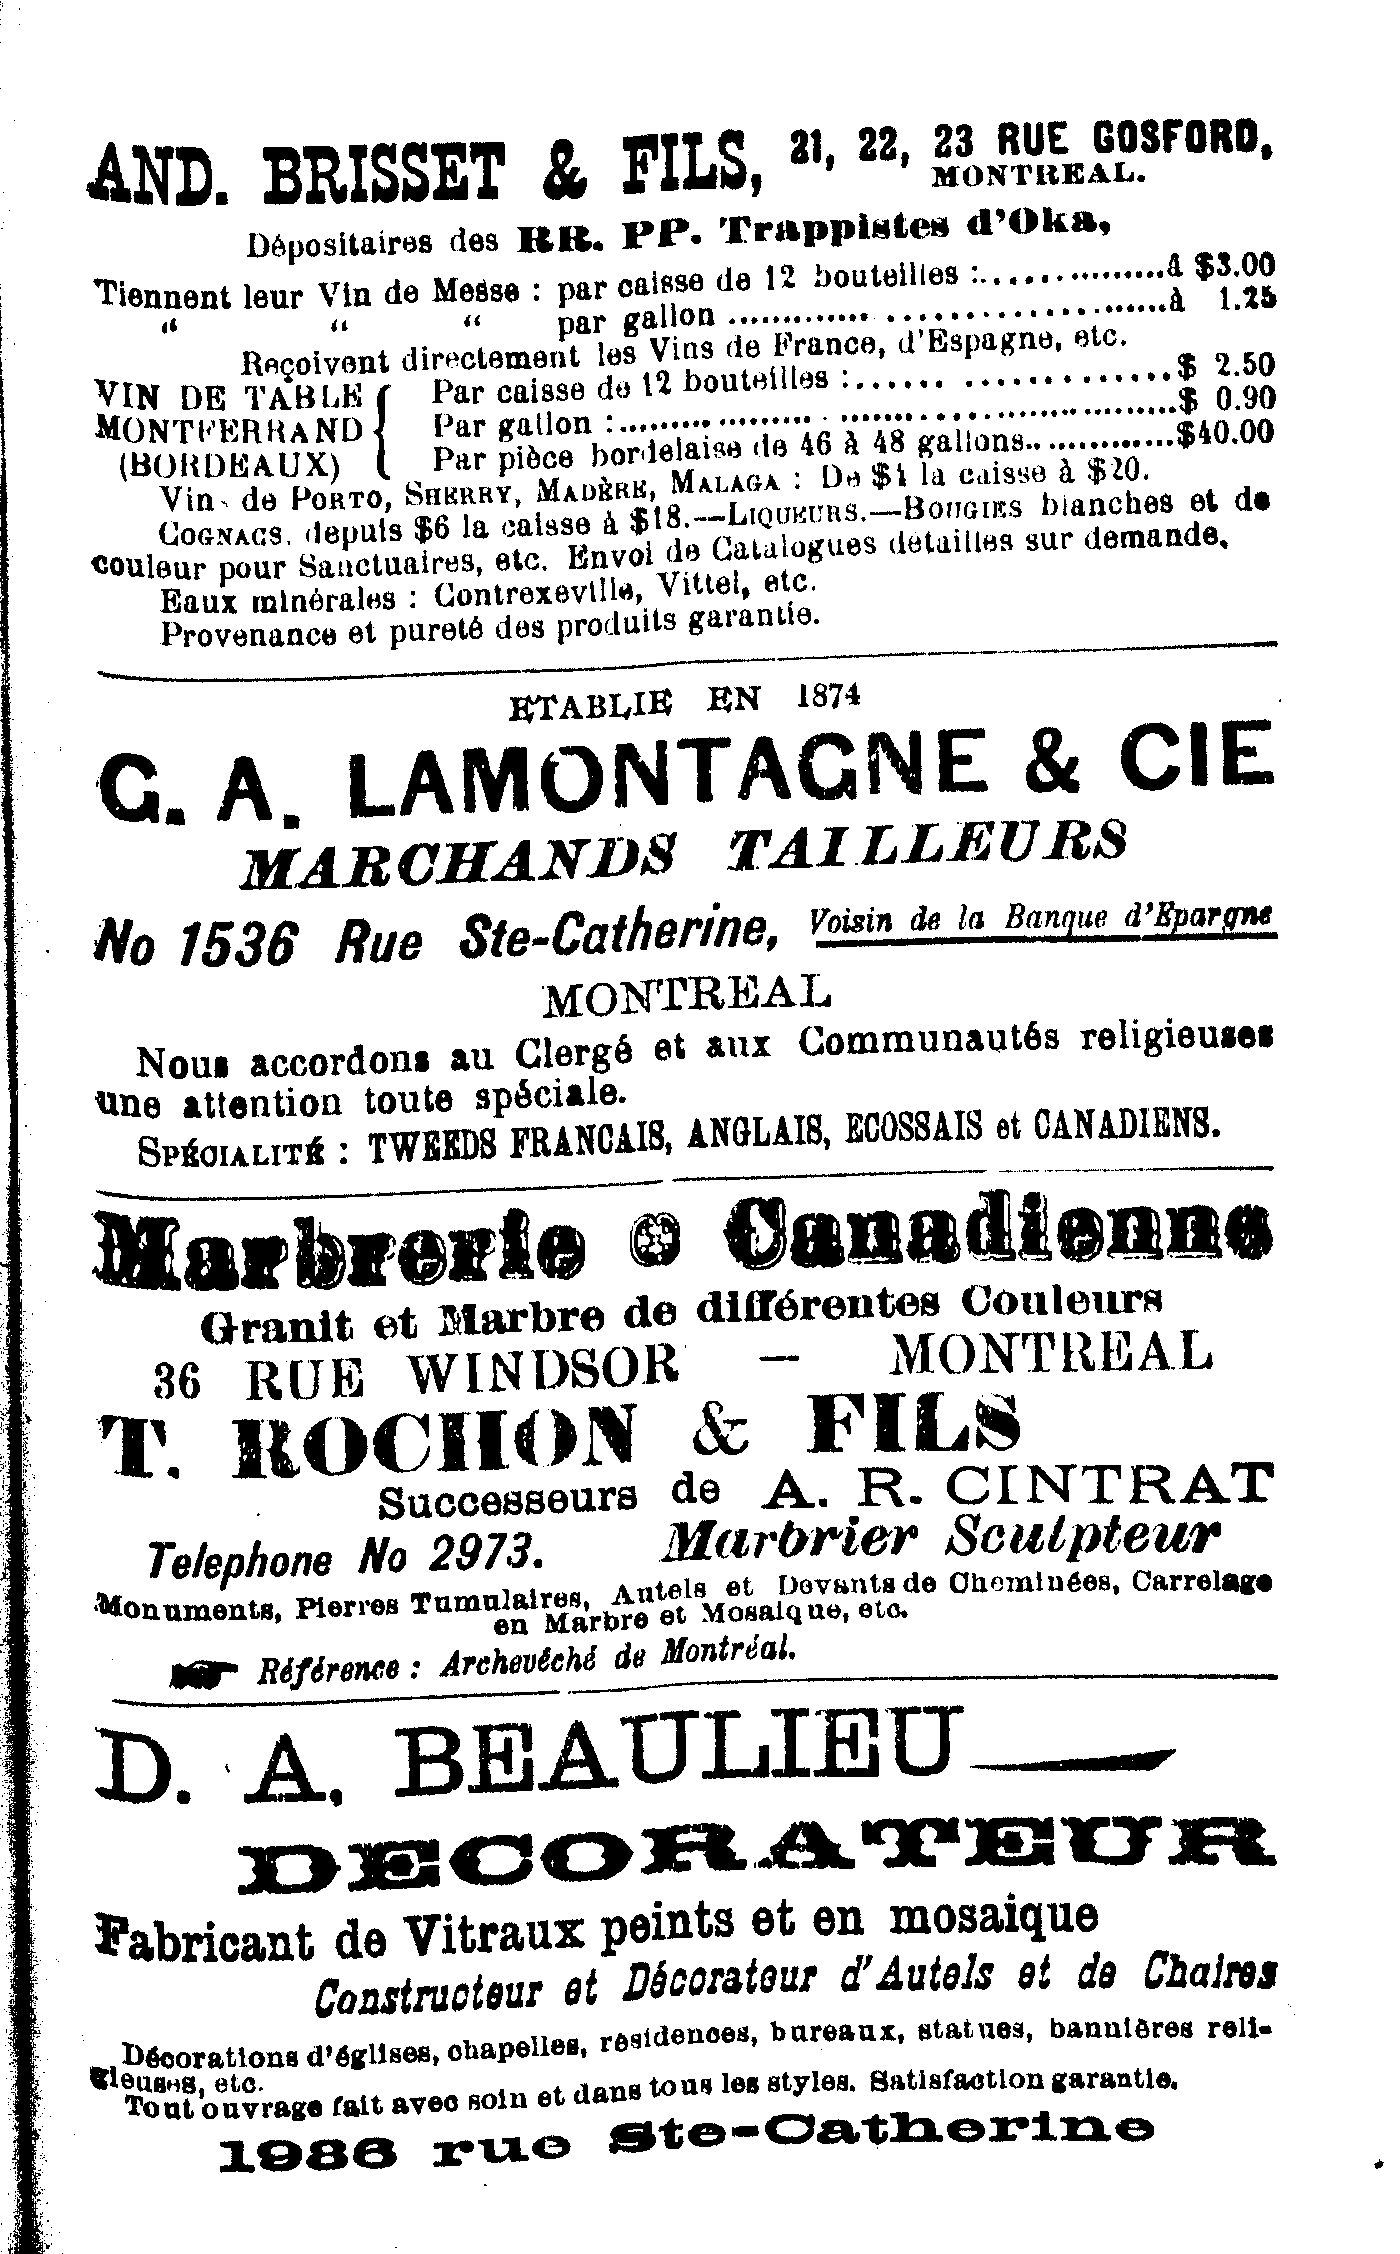 AND. BRISSET & FILS, 21, 22, 23 RUE GOSFORD,
MONTREAL.
Dépositaires des RR. PP. Trappistes d'Oka,
Tiennent leur Vin de Messe : par caisse de 12 bouteilles :................à $3.00
“ “ “ par gallon ................................à 1.25
Reçoivent directement les Vins de France, d'Espagne, etc.
VIN DE TABLE { Par caisse de 12 bouteilles :...... ..............$ 2.50
MONTFERRAND { Par gallon :.................. ........................$ 0.90
(BORDEAUX) { Par pièce bordelaise de 46 à 48 gallons..............$40.00
Vins de PORTO, SHERRY, MADÈRE, MALAGA : De $4 la caisse à $20.
COGNACS, depuis $6 la caisse à $18.—LIQUEURS.—BOUGIES blanches et de
couleur pour Sanctuaires, etc. Envoi de Catalogues détaillés sur demande.
Eaux minérales : Contrexeville, Vittel, etc.
Provenance et pureté des produits garantie.
ETABLIE EN 1874
G. A. LAMONTAGNE & CIE
MARCHANDS TAILLEURS
No 1536 Rue Ste-Catherine, Voisin de la Banque d'Epargne
MONTREAL
Nous accordons au Clergé et aux Communautés religieuses
une attention toute spéciale.
SPÉCIALITÉ : TWEEDS FRANCAIS, ANGLAIS, ECOSSAIS et CANADIENS.
Marbrerie Canadienne
Granit et Marbre de différentes Couleurs
36 RUE WINDSOR — MONTREAL
T. ROCHON & FILS
Successeurs de A. R. CINTRAT
Telephone No 2973. Marbrier Sculpteur
Monuments, Pierres Tumulaires, Autels et Devants de Cheminées, Carrelage
en Marbre et Mosaique, etc.
☛ Référence : Archevêché de Montréal.
D. A. BEAULIEU
DECORATEUR
Fabricant de Vitraux peints et en mosaique
Constructeur et Décorateur d'Autels et de Chaires
Décorations d'églises, chapelles, résidences, bureaux, statues, bannières reli-
gieuses, etc.
Tout ouvrage fait avec soin et dans tous les styles. Satisfaction garantie.
1986 rue Ste-Catherine